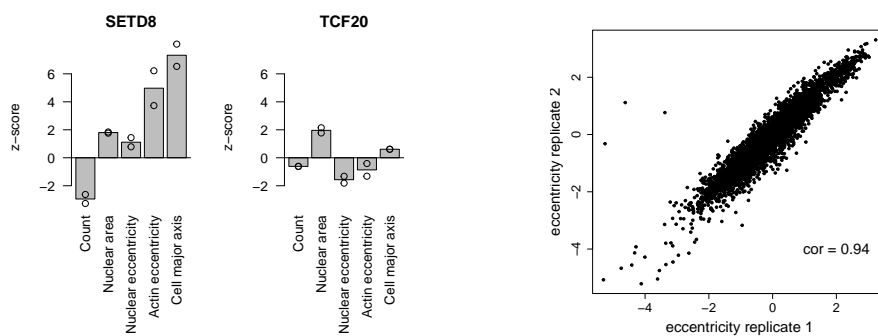 SETD8
z−score
6
4
2
0
−2
Count
Nuclear area
Nuclear eccentricity
Actin eccentricity
Cell major axis
TCF20
z−score
6
4
2
0
−2
Count
Nuclear area
Nuclear eccentricity
Actin eccentricity
Cell major axis
eccentricity replicate 2
2
0
−2
−4
cor = 0.94
−4
−2
0
2
eccentricity replicate 1